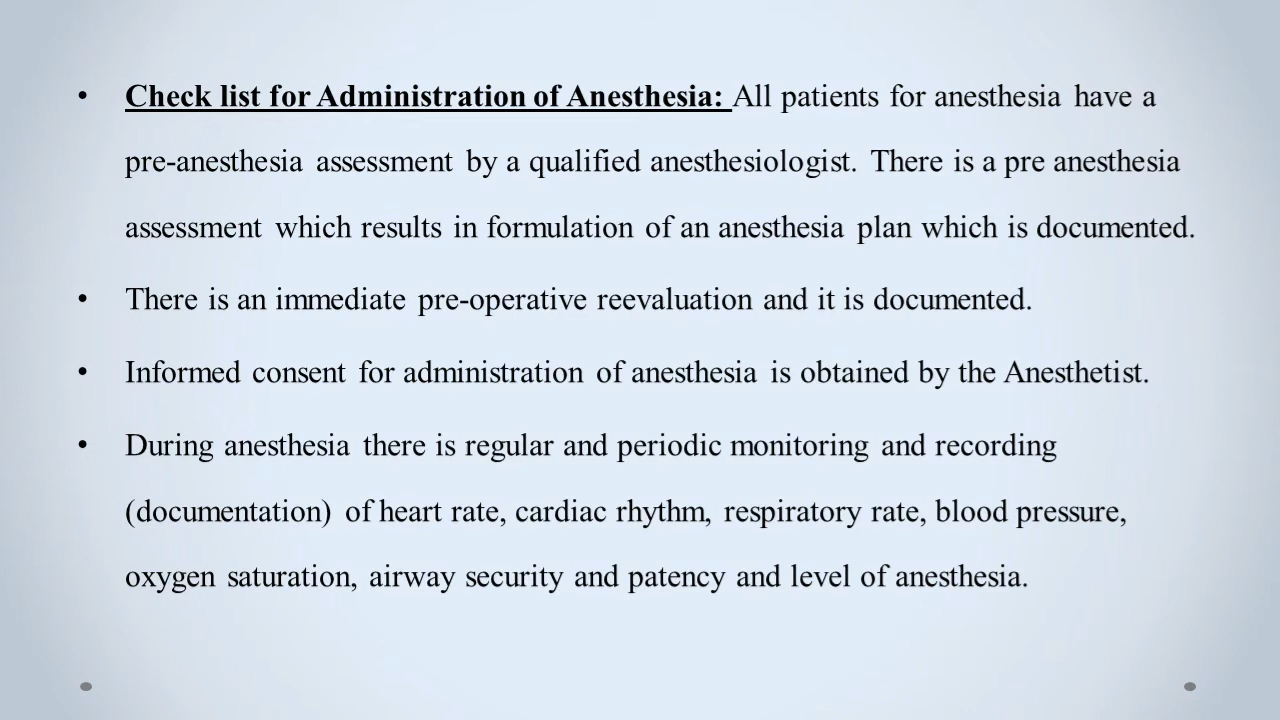 • Check list for Administration of Anesthesia: All patients for anesthesia have a
pre-anesthesia assessment by a qualified anesthesiologist. There is a pre anesthesia
assessment which results in formulation of an anesthesia plan which is documented.
• There is an immediate pre-operative reevaluation and it is documented.
• Informed consent for administration of anesthesia is obtained by the Anesthetist.
• During anesthesia there is regular and periodic monitoring and recording
(documentation) of heart rate, cardiac rhythm, respiratory rate, blood pressure,
oxygen saturation, airway security and patency and level of anesthesia.